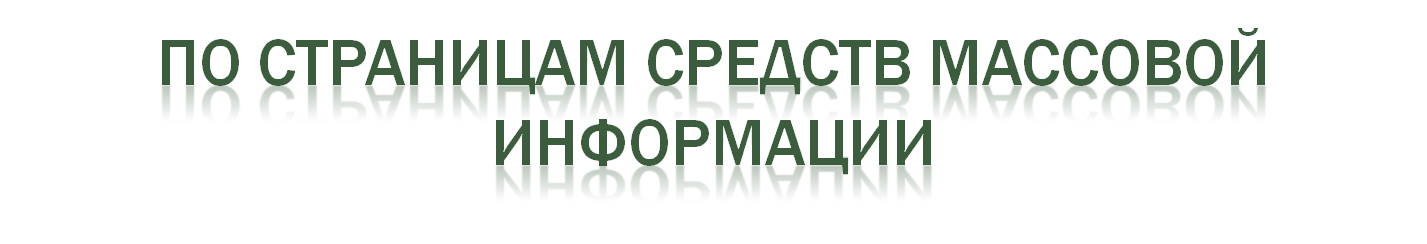 ПО СТРАНИЦАМ СРЕДСТВ МАССОВОЙ
ИНФОРМАЦИИ